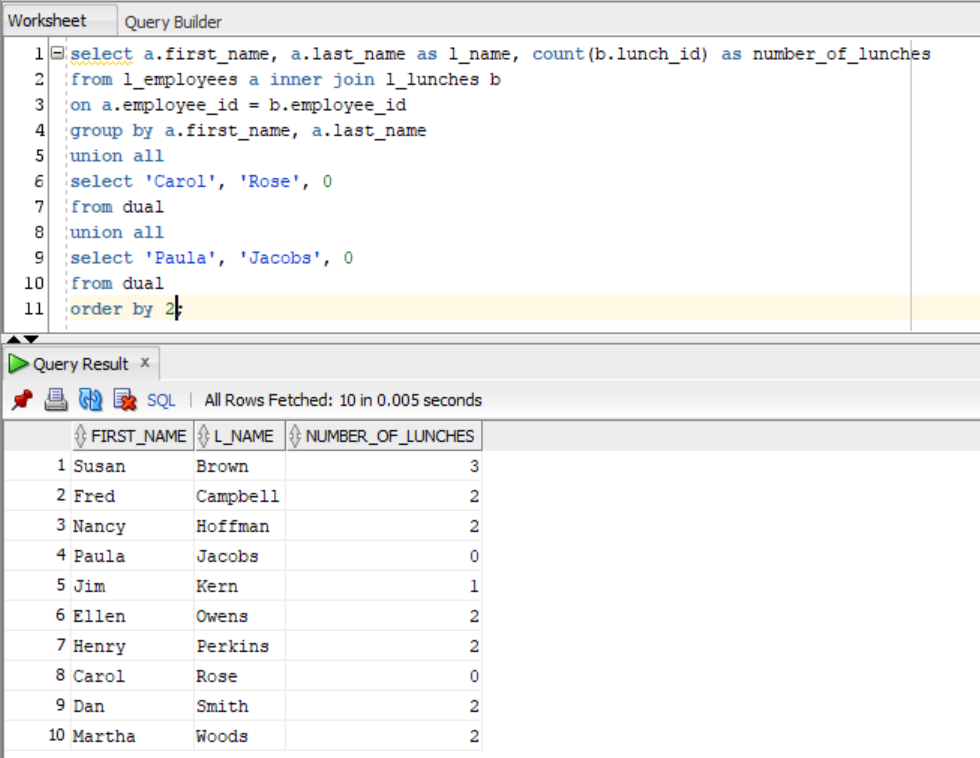 Worksheet Query Builder
1 select a.first_name, a.last_name as l_name, count(b.lunch_id) as number_of_lunches
2 from l_employees a inner join l_lunches b
3 on a.employee_id = b.employee_id
4 group by a.first_name, a.last_name
5 union all
6 select 'Carol', 'Rose', 0
7 from dual
8 union all
9 select 'Paula', 'Jacobs', 0
10 from dual
11 order by 2;
Query Result x
SQL | All Rows Fetched: 10 in 0.005 seconds
FIRST_NAME L_NAME NUMBER_OF_LUNCHES
1 Susan Brown 3
2 Fred Campbell 2
3 Nancy Hoffman 2
4 Paula Jacobs 0
5 Jim Kern 1
6 Ellen Owens 2
7 Henry Perkins 2
8 Carol Rose 0
9 Dan Smith 2
10 Martha Woods 2